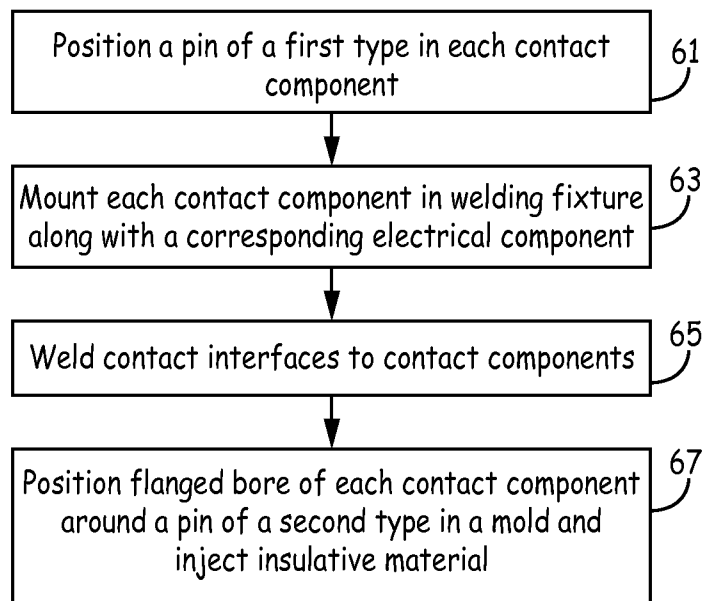 Position a pin of a first type in each contact
component
61
Mount each contact component in welding fixture
along with a corresponding electrical component
63
Weld contact interfaces to contact components
65
Position flanged bore of each contact component
around a pin of a second type in a mold and
inject insulative material
67